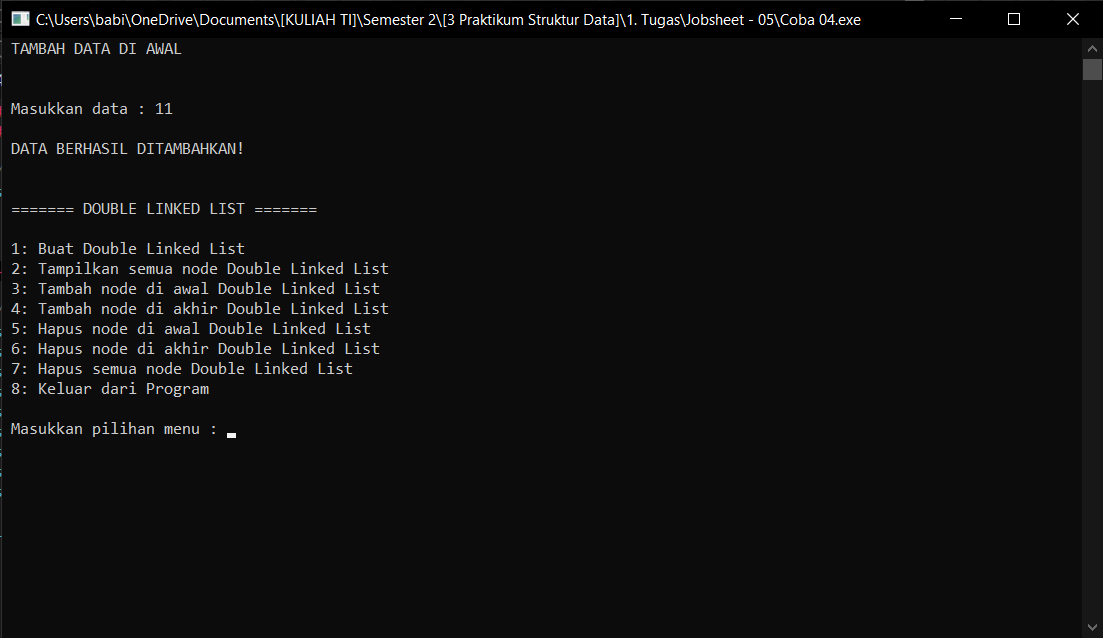 C:\Users\babi\OneDrive\Documents\[KULIAH TI]\Semester 2\[3 Praktikum Struktur Data]\1. Tugas\Jobsheet - 05\Coba 04.exe
TAMBAH DATA DI AWAL
Masukkan data : 11
DATA BERHASIL DITAMBAHKAN!
======= DOUBLE LINKED LIST =======
1: Buat Double Linked List
2: Tampilkan semua node Double Linked List
3: Tambah node di awal Double Linked List
4: Tambah node di akhir Double Linked List
5: Hapus node di awal Double Linked List
6: Hapus node di akhir Double Linked List
7: Hapus semua node Double Linked List
8: Keluar dari Program
Masukkan pilihan menu :